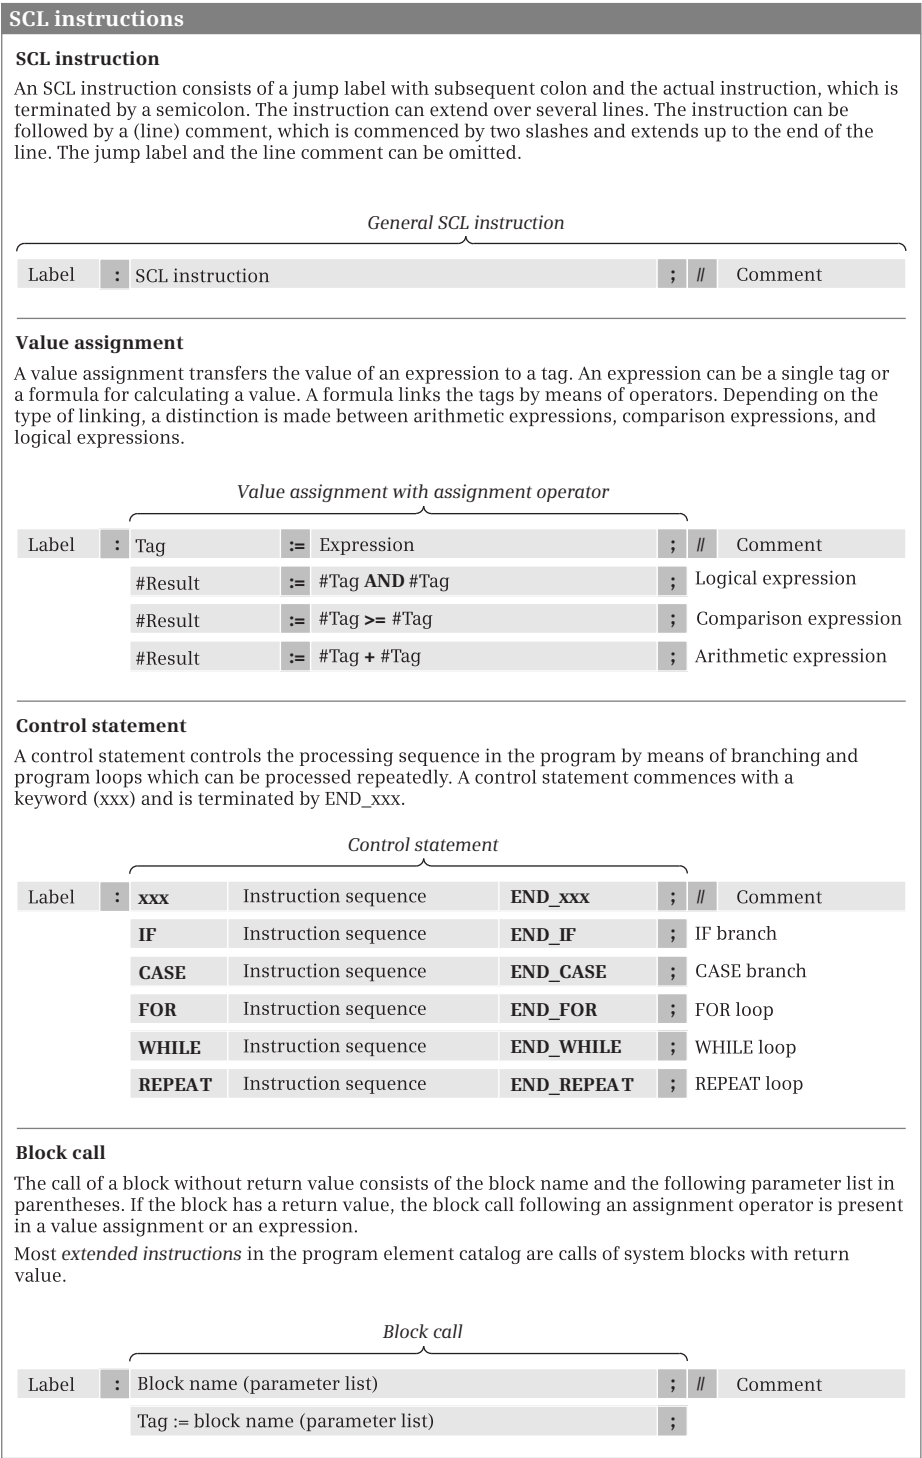 SCL instructions
SCL instruction
An SCL instruction consists of a jump label with subsequent colon and the actual instruction, which is
terminated by a semicolon. The instruction can extend over several lines. The instruction can be
followed by a (line) comment, which is commenced by two slashes and extends up to the end of the
line. The jump label and the line comment can be omitted.
General SCL instruction
Label : SCL instruction ; // Comment
Value assignment
A value assignment transfers the value of an expression to a tag. An expression can be a single tag or
a formula for calculating a value. A formula links the tags by means of operators. Depending on the
type of linking, a distinction is made between arithmetic expressions, comparison expressions, and
logical expressions.
Value assignment with assignment operator
Label : Tag := Expression ; // Comment
#Result := #Tag AND #Tag ; Logical expression
#Result := #Tag >= #Tag ; Comparison expression
#Result := #Tag + #Tag ; Arithmetic expression
Control statement
A control statement controls the processing sequence in the program by means of branching and
program loops which can be processed repeatedly. A control statement commences with a
keyword (xxx) and is terminated by END_xxx.
Control statement
Label : xxx Instruction sequence END_xxx ; // Comment
IF Instruction sequence END_IF ; IF branch
CASE Instruction sequence END_CASE ; CASE branch
FOR Instruction sequence END_FOR ; FOR loop
WHILE Instruction sequence END_WHILE ; WHILE loop
REPEAT Instruction sequence END_REPEAT ; REPEAT loop
Block call
The call of a block without return value consists of the block name and the following parameter list in
parentheses. If the block has a return value, the block call following an assignment operator is present
in a value assignment or an expression.
Most extended instructions in the program element catalog are calls of system blocks with return
value.
Block call
Label : Block name (parameter list) ; // Comment
Tag := block name (parameter list) ;